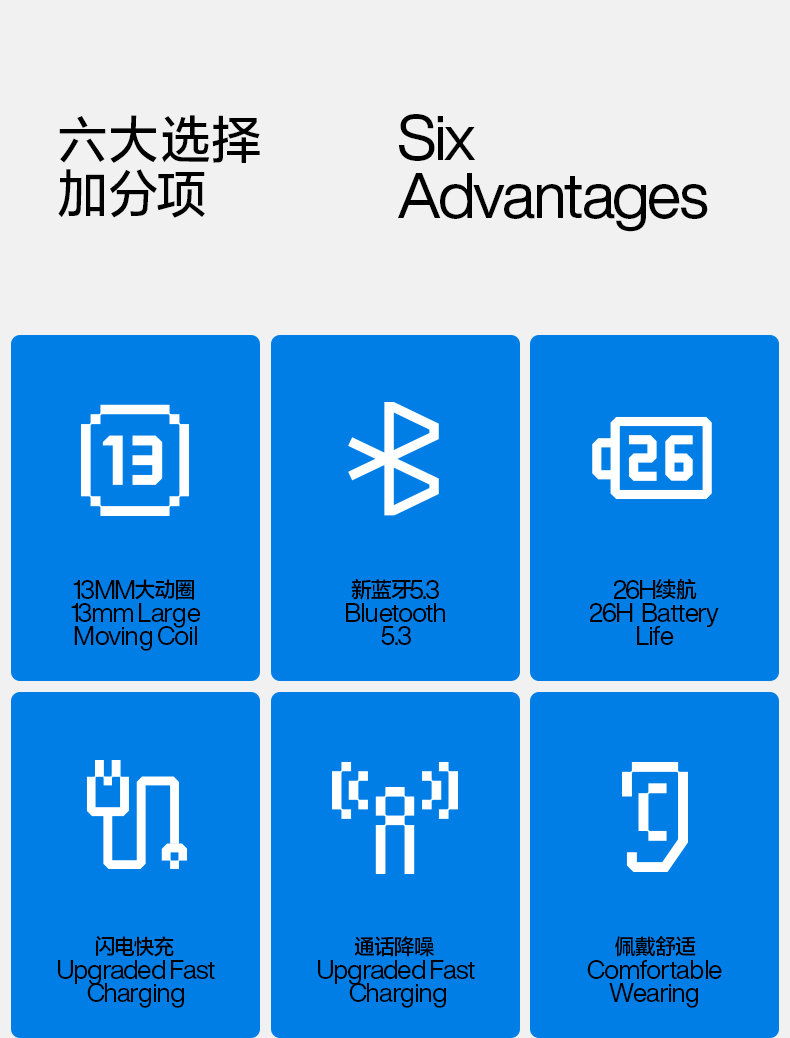 六大选择
加分项
Six
Advantages
13
13MM大动圈
13mm Large
Moving Coil
新蓝牙5.3
Bluetooth
5.3
26
26H续航
26H Battery
Life
闪电快充
Upgraded Fast
Charging
通话降噪
Upgraded Fast
Charging
佩戴舒适
Comfortable
Wearing